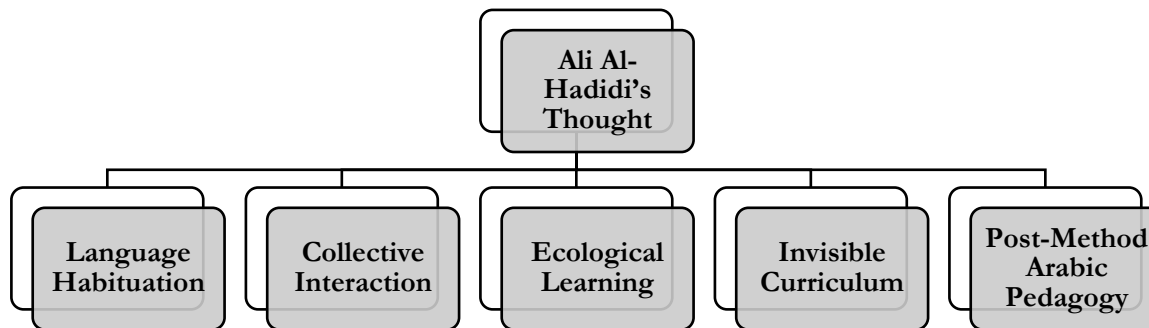 Ali Al-
Hadidi's
Thought
Language
Habituation
Collective
Interaction
Ecological
Learning
Invisible
Curriculum
Post-Method
Arabic
Pedagogy